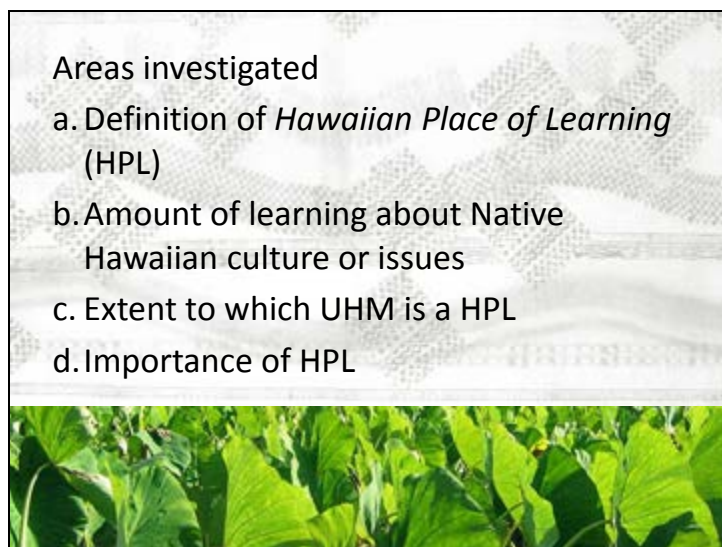 Areas investigated
a. Definition of Hawaiian Place of Learning
(HPL)
b. Amount of learning about Native
Hawaiian culture or issues
c. Extent to which UHM is a HPL
d. Importance of HPL